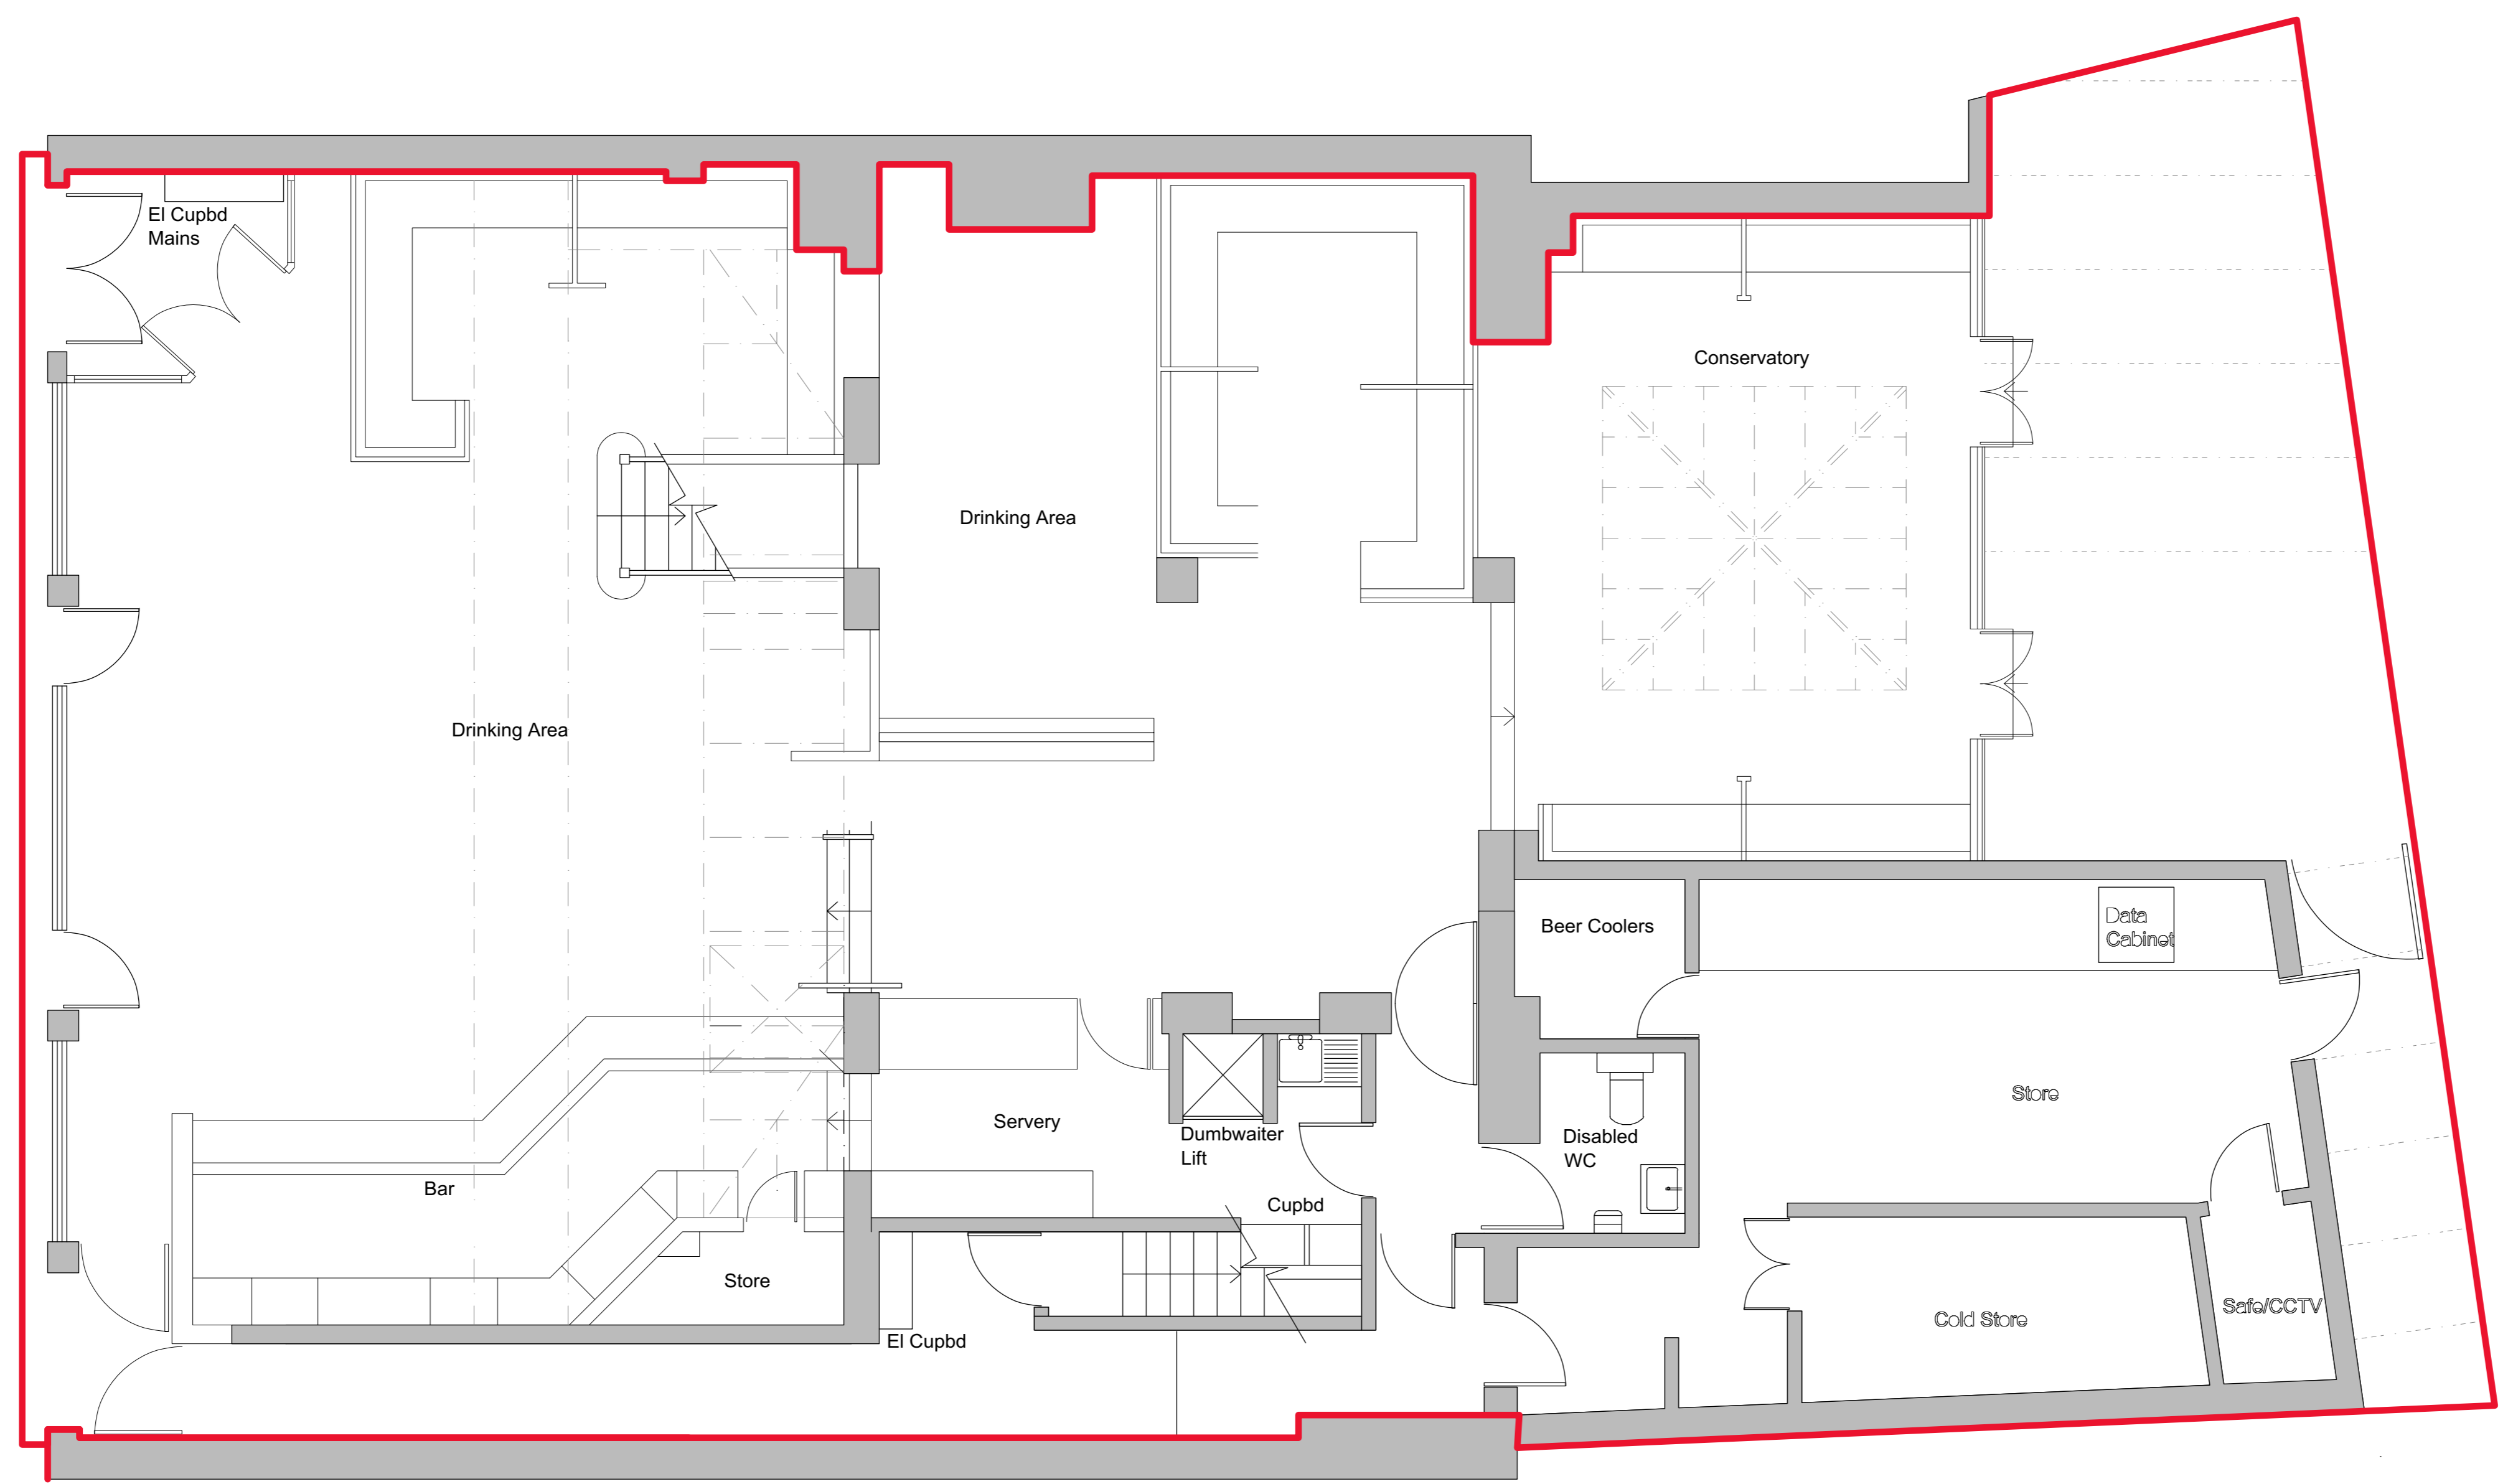 El Cupbd
Mains
Conservatory
Drinking Area
Drinking Area
Data
Cabinet
Beer Coolers
Store
Servery
Dumbwaiter
Lift
Disabled
WC
Bar
Cupbd
Store
Safe/CCTV
Cold Store
El Cupbd